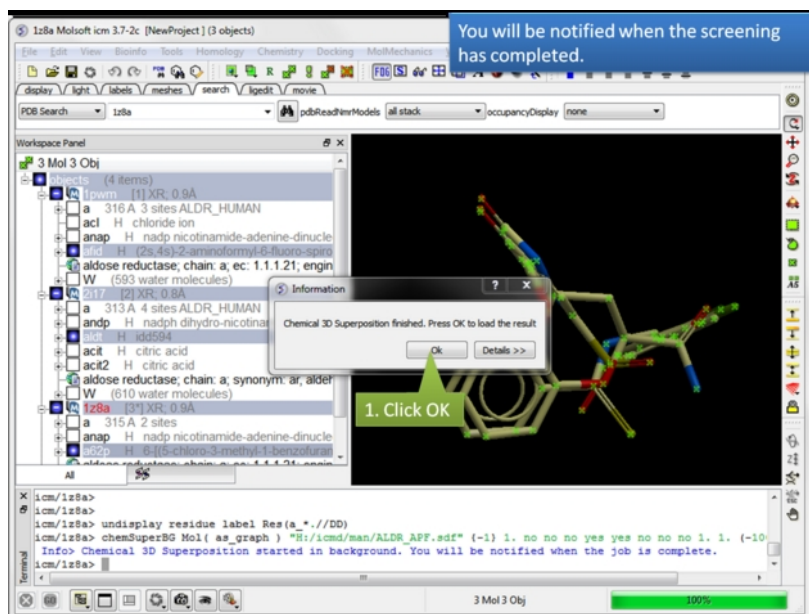 1z8a Molsoft icm 3.7-2c [NewProject ] (3 objects)
You will be notified when the screening
has completed.
File Edit View Bioinfo Tools Homology Chemistry Docking MolMechanics
display light labels meshes search ligedit movie
PDB Search 1z8a pdbReadNmrModels all stack occupancyDisplay none
Workspace Panel
3 Mol 3 Obj
objects (4 items)
1pwm [1] XR; 0.9Å
a 316 A 3 sites ALDR_HUMAN
acl H chloride ion
anap H nadp nicotinamide-adenine-dinucle
afid H (2s,4s)-2-aminoformyl-6-fluoro-spiro
aldose reductase; chain: a; ec: 1.1.1.21; engin
W (593 water molecules)
2i17 [2] XR; 0.8Å
a 313 A 4 sites ALDR_HUMAN
andp H nadph dihydro-nicotina
aldt H idd594
acit H citric acid
acit2 H citric acid
aldose reductase; chain: a; synonym: ar, aldeh
W (610 water molecules)
1z8a [3*] XR; 0.9Å
a 315 A 2 sites
anap H nadp nicotinamide-adenine-dinucle
a62p H 6-[(5-chloro-3-methyl-1-benzofuran
All
Information
Chemical 3D Superposition finished. Press OK to load the result
Ok Details >>
1. Click OK
icm/1z8a>
icm/1z8a>
icm/1z8a> undisplay residue label Res(a_*.//DD)
icm/1z8a> chemSuperBG Mol( as_graph ) "H:/icmd/man/ALDR_APF.sdf" (-1) 1. no no no yes yes no no no 1. 1. (-10
Info> Chemical 3D Superposition started in background. You will be notified when the job is complete.
icm/1z8a>
Terminal
3 Mol 3 Obj 100%